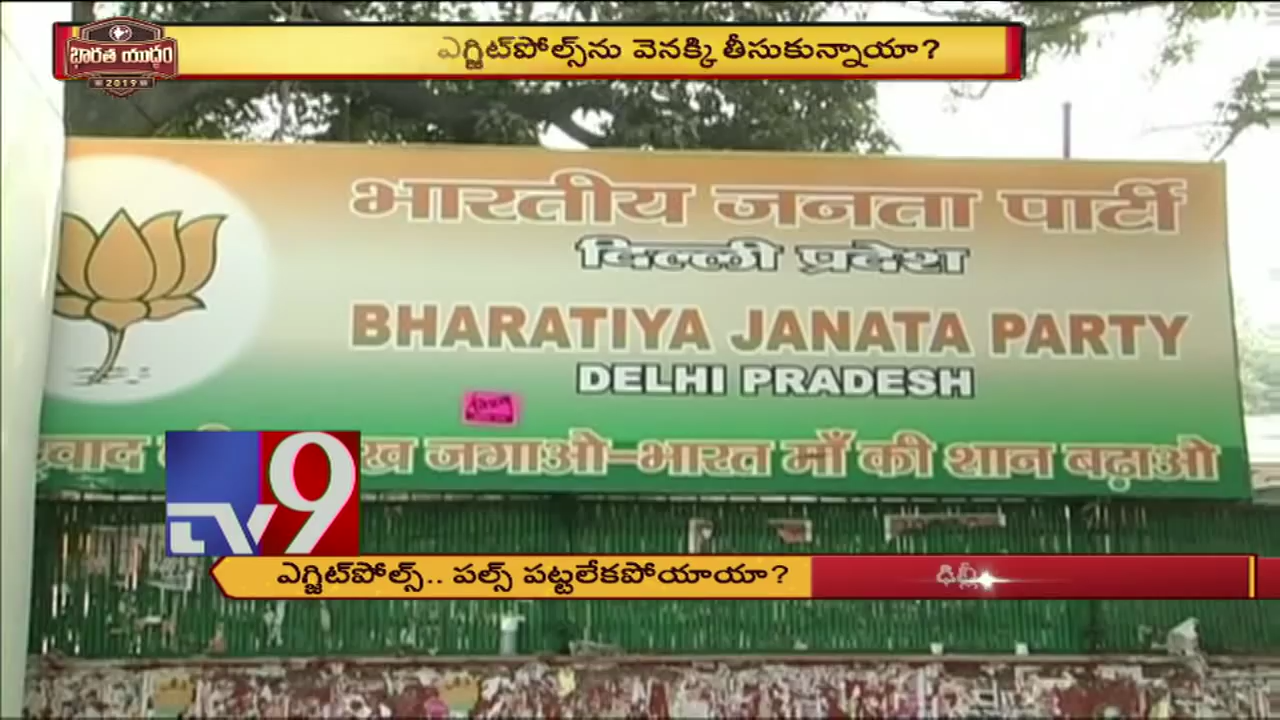 ఎగ్జిట్‌పోల్స్‌ను వెనక్కి తీసుకున్నాయా?
భారత యుద్ధం
2019
भारतीय जनता पार्टी
दिल्ली प्रदेश
BHARATIYA JANATA PARTY
DELHI PRADESH
जगाओ–भारत माँ की शान बढ़ाओ
TV9
ఎగ్జిట్‌పోల్స్.. పల్స్ పట్టలేకపోయాయా?
ఢిల్లీ